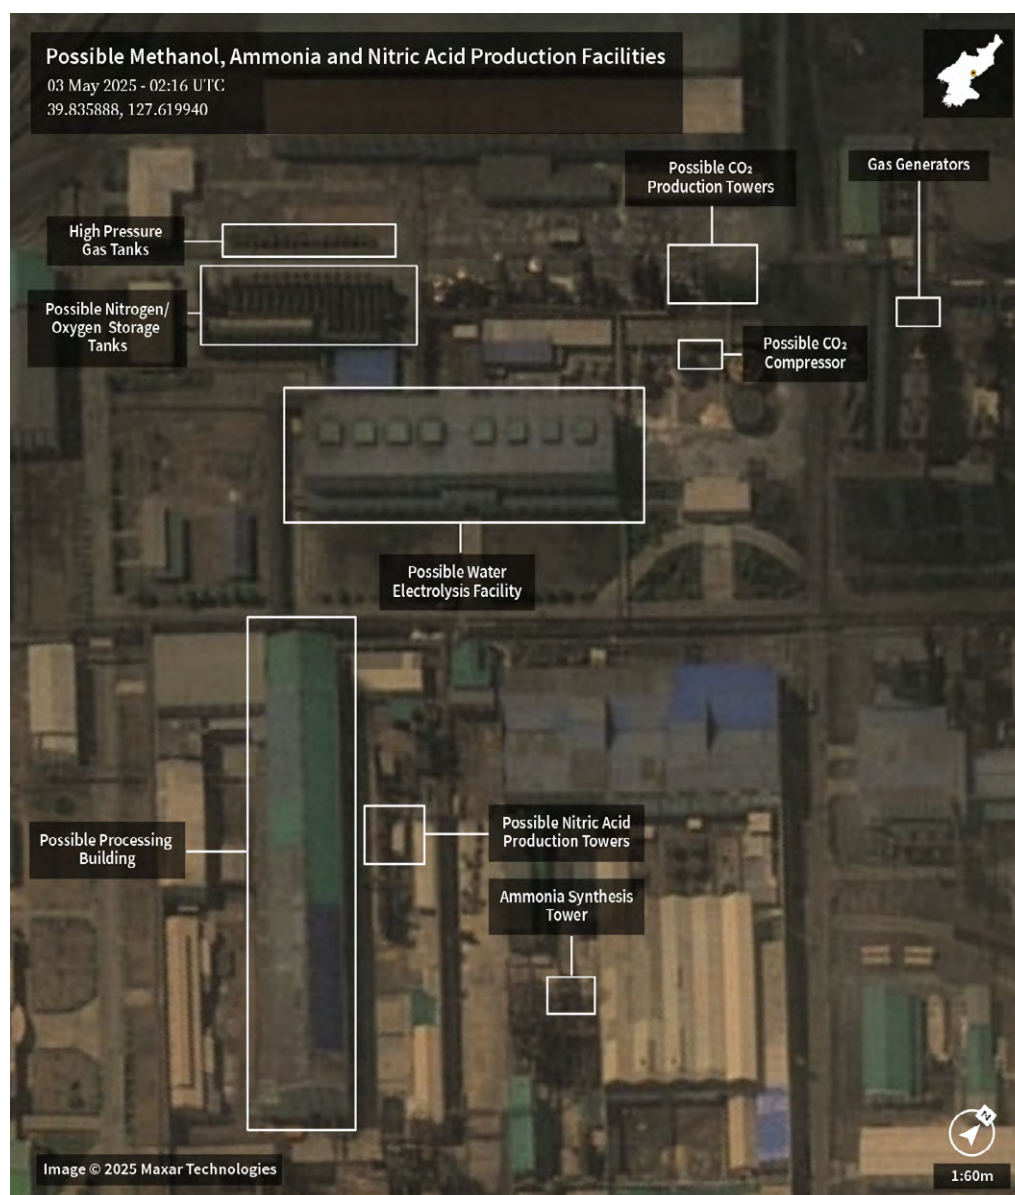 Possible Methanol, Ammonia and Nitric Acid Production Facilities
03 May 2025 - 02:16 UTC
39.835888, 127.619940
Possible CO₂
Production Towers
Gas Generators
High Pressure
Gas Tanks
Possible Nitrogen/
Oxygen Storage
Tanks
Possible CO₂
Compressor
Possible Water
Electrolysis Facility
Possible Processing
Building
Possible Nitric Acid
Production Towers
Ammonia Synthesis
Tower
N
Image © 2025 Maxar Technologies
1:60m